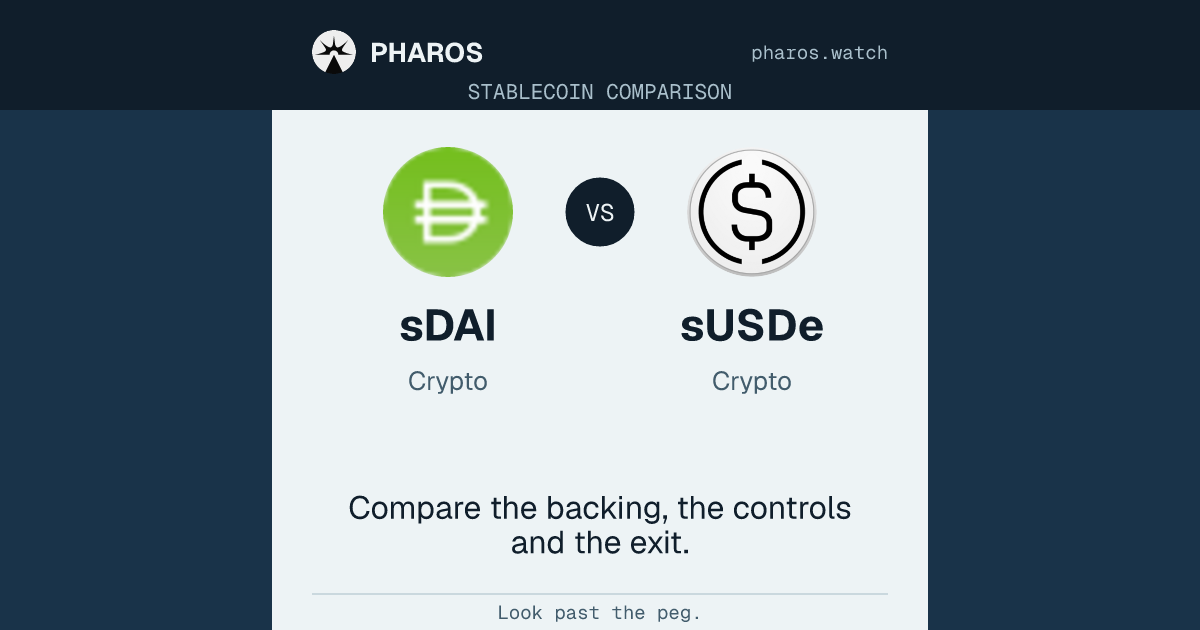 PHAROS
pharos.watch
STABLECOIN COMPARISON
VS
sDAI
sUSDe
Crypto
Crypto
Compare the backing, the controls
and the exit.
Look past the peg.